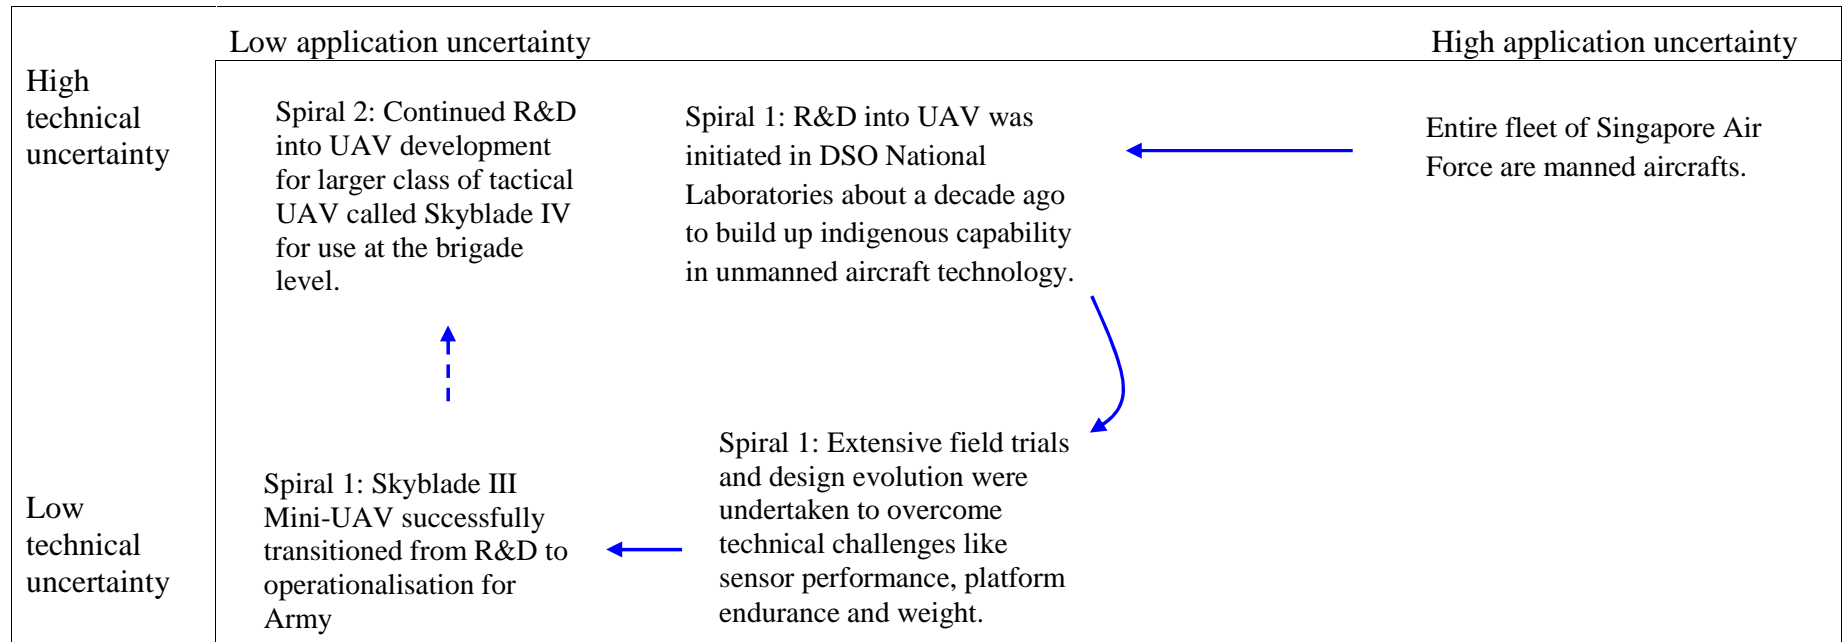 Low application uncertainty
High application uncertainty
High
technical
uncertainty
Spiral 2: Continued R&D
into UAV development
for larger class of tactical
UAV called Skyblade IV
for use at the brigade
level.
Spiral 1: R&D into UAV was
initiated in DSO National
Laboratories about a decade ago
to build up indigenous capability
in unmanned aircraft technology.
Entire fleet of Singapore Air
Force are manned aircrafts.
Low
technical
uncertainty
Spiral 1: Skyblade III
Mini-UAV successfully
transitioned from R&D to
operationalisation for
Army
Spiral 1: Extensive field trials
and design evolution were
undertaken to overcome
technical challenges like
sensor performance, platform
endurance and weight.